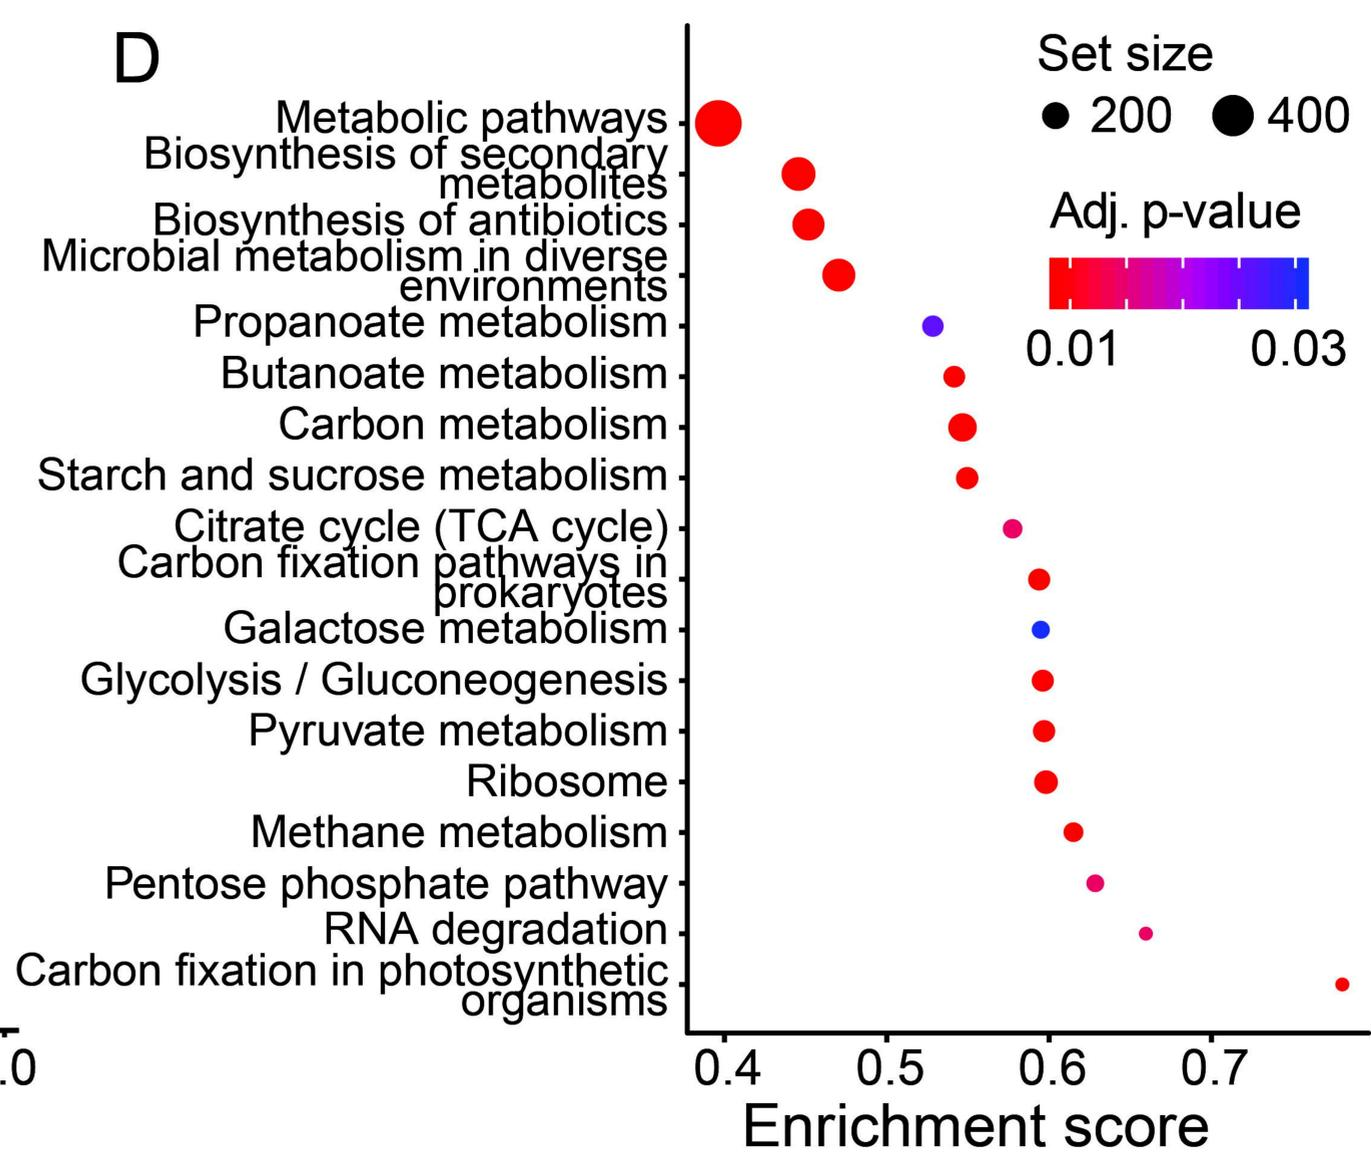 D
Set size
200 400
Adj. p-value
0.01 0.03
Metabolic pathways
Biosynthesis of secondary
metabolites
Biosynthesis of antibiotics
Microbial metabolism in diverse
environments
Propanoate metabolism
Butanoate metabolism
Carbon metabolism
Starch and sucrose metabolism
Citrate cycle (TCA cycle)
Carbon fixation pathways in
prokaryotes
Galactose metabolism
Glycolysis / Gluconeogenesis
Pyruvate metabolism
Ribosome
Methane metabolism
Pentose phosphate pathway
RNA degradation
Carbon fixation in photosynthetic
organisms
.0 0.4 0.5 0.6 0.7
Enrichment score